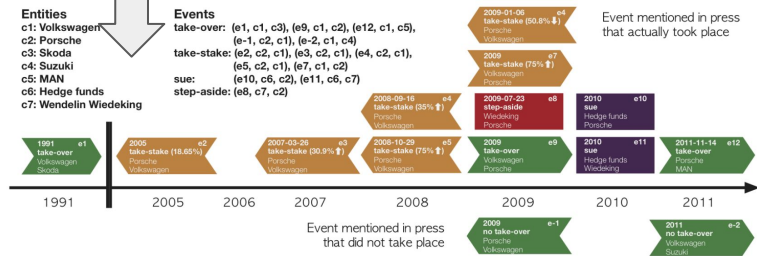 Entities
c1: Volkswagen
c2: Porsche
c3: Skoda
c4: Suzuki
c5: MAN
c6: Hedge funds
c7: Wendelin Wiedeking
Events
take-over: (e1, c1, c3), (e9, c1, c2), (e12, c1, c5),
(e-1, c2, c1), (e-2, c1, c4)
take-stake: (e2, c2, c1), (e3, c2, c1), (e4, c2, c1),
(e5, c2, c1), (e7, c1, c2)
sue: (e10, c6, c2), (e11, c6, c7)
step-aside: (e8, c7, c2)
Event mentioned in press
that actually took place
2009-01-06 e4
take-stake (50.8%⬇)
Porsche
Volkswagen
2009 e7
take-stake (75%⬆)
Porsche
Volkswagen
2008-09-16 e4
take-stake (35%⬆)
Porsche
Volkswagen
2009-07-23 e8
step-aside
Wiedeking
Porsche
2010 e10
sue
Hedge funds
Porsche
1991 e1
take-over
Volkswagen
Skoda
2005 e2
take-stake (18.65%)
Porsche
Volkswagen
2007-03-26 e3
take-stake (30.9%⬆)
Porsche
Volkswagen
2008-10-29 e5
take-stake (75%⬆)
Porsche
Volkswagen
2009 e9
take-over
Volkswagen
Porsche
2010 e11
sue
Hedge funds
Wiedeking
2011-11-14 e12
take-over
Porsche
MAN
1991 2005 2006 2007 2008 2009 2010 2011
Event mentioned in press
that did not take place
2009 e-1
no take-over
Porsche
Volkswagen
2011 e-2
no take-over
Volkswagen
Suzuki